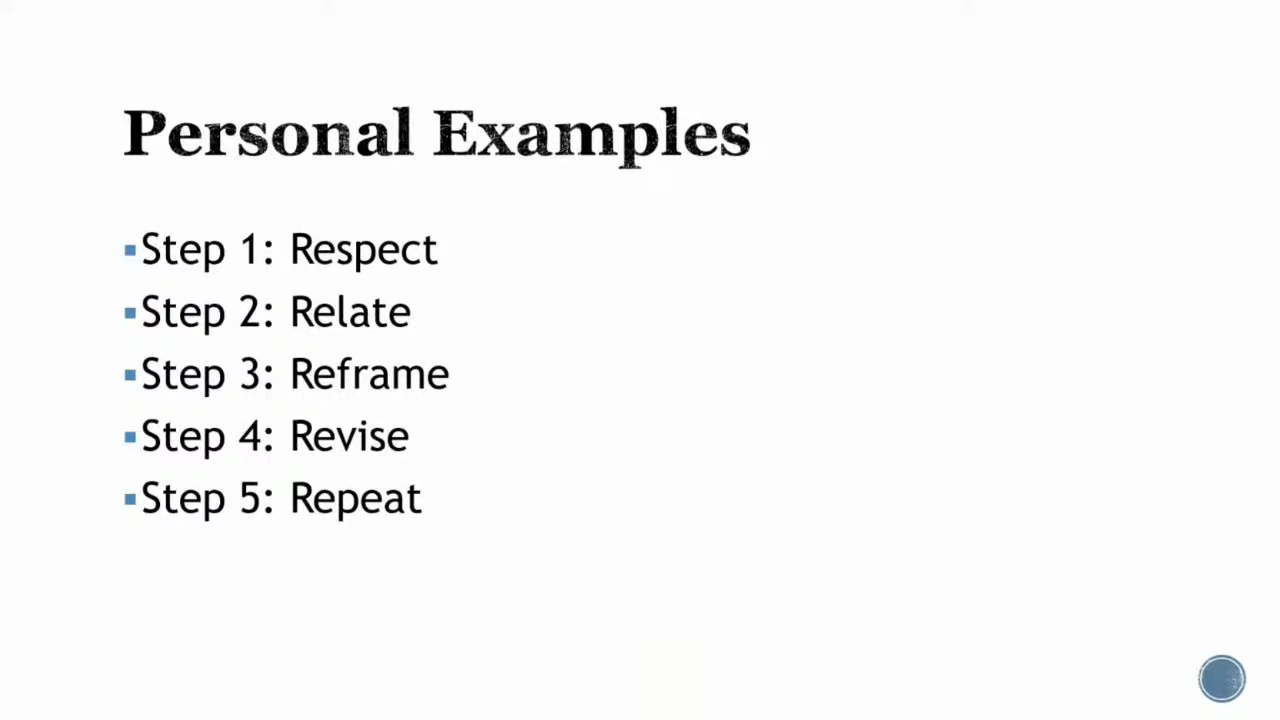 Personal Examples
Step 1: Respect
Step 2: Relate
Step 3: Reframe
Step 4: Revise
Step 5: Repeat